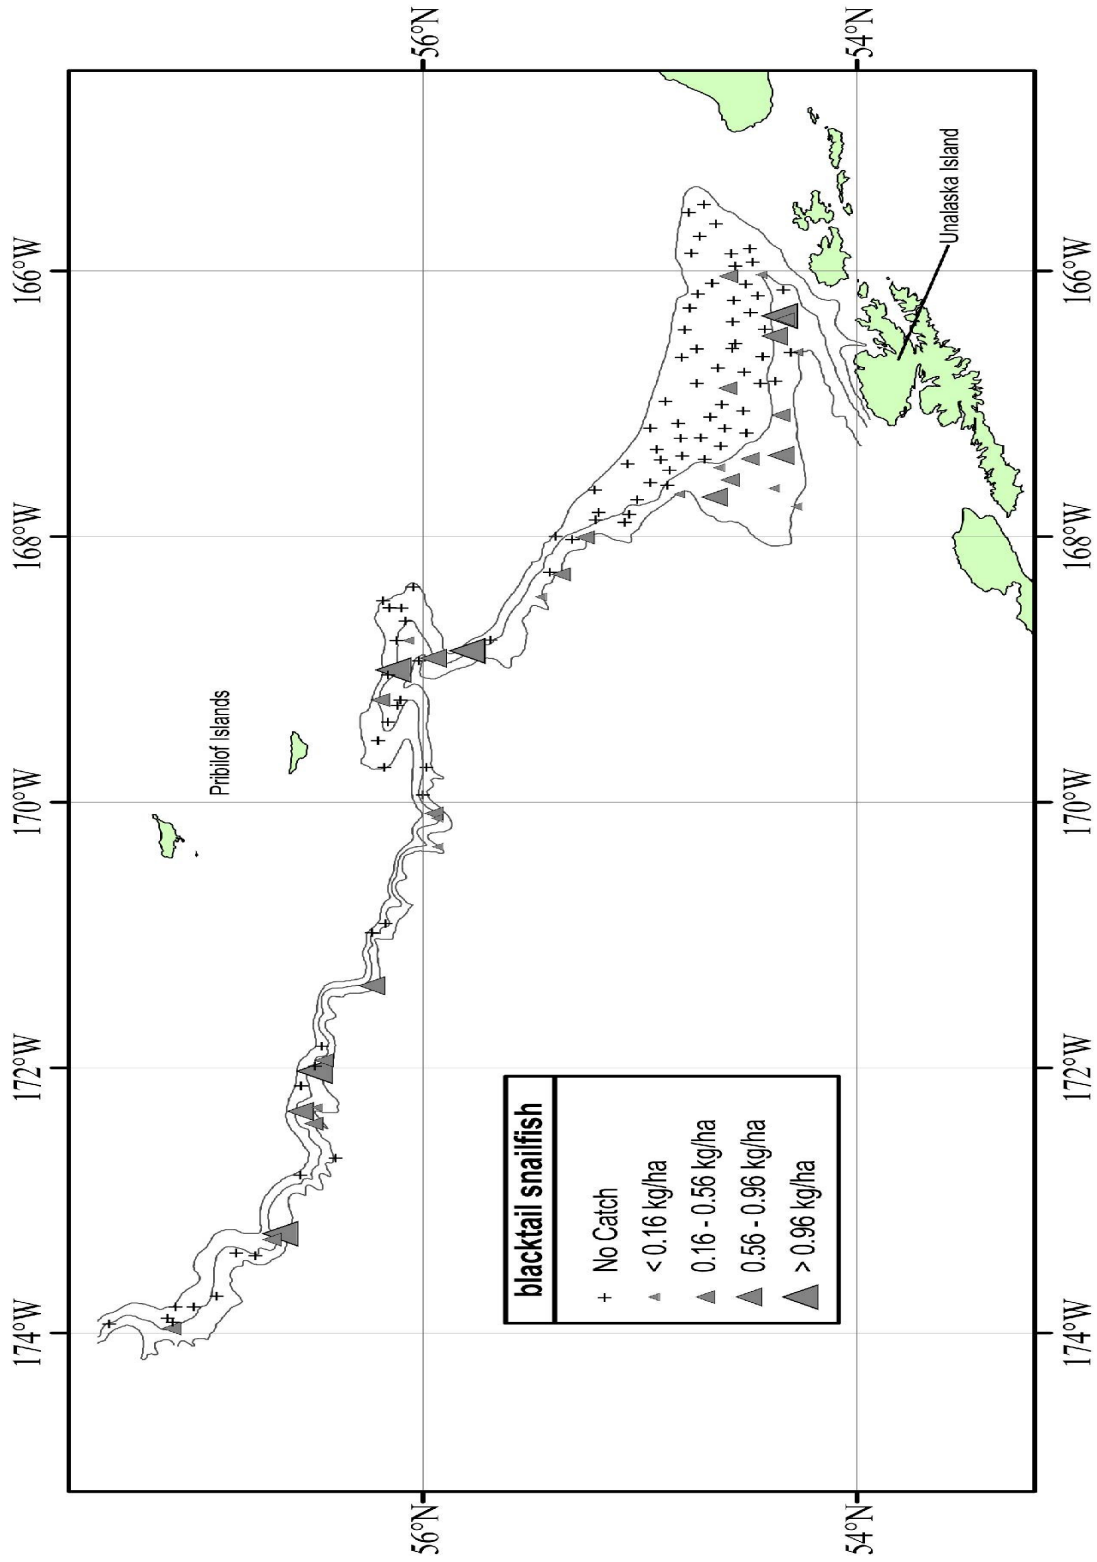 174°W
172°W
170°W
168°W
166°W
56°N
56°N
Pribilof Islands
blacktail snailfish
No Catch
< 0.16 kg/ha
0.16 - 0.56 kg/ha
0.56 - 0.96 kg/ha
> 0.96 kg/ha
Unalaska Island
54°N
54°N
174°W
172°W
170°W
168°W
166°W